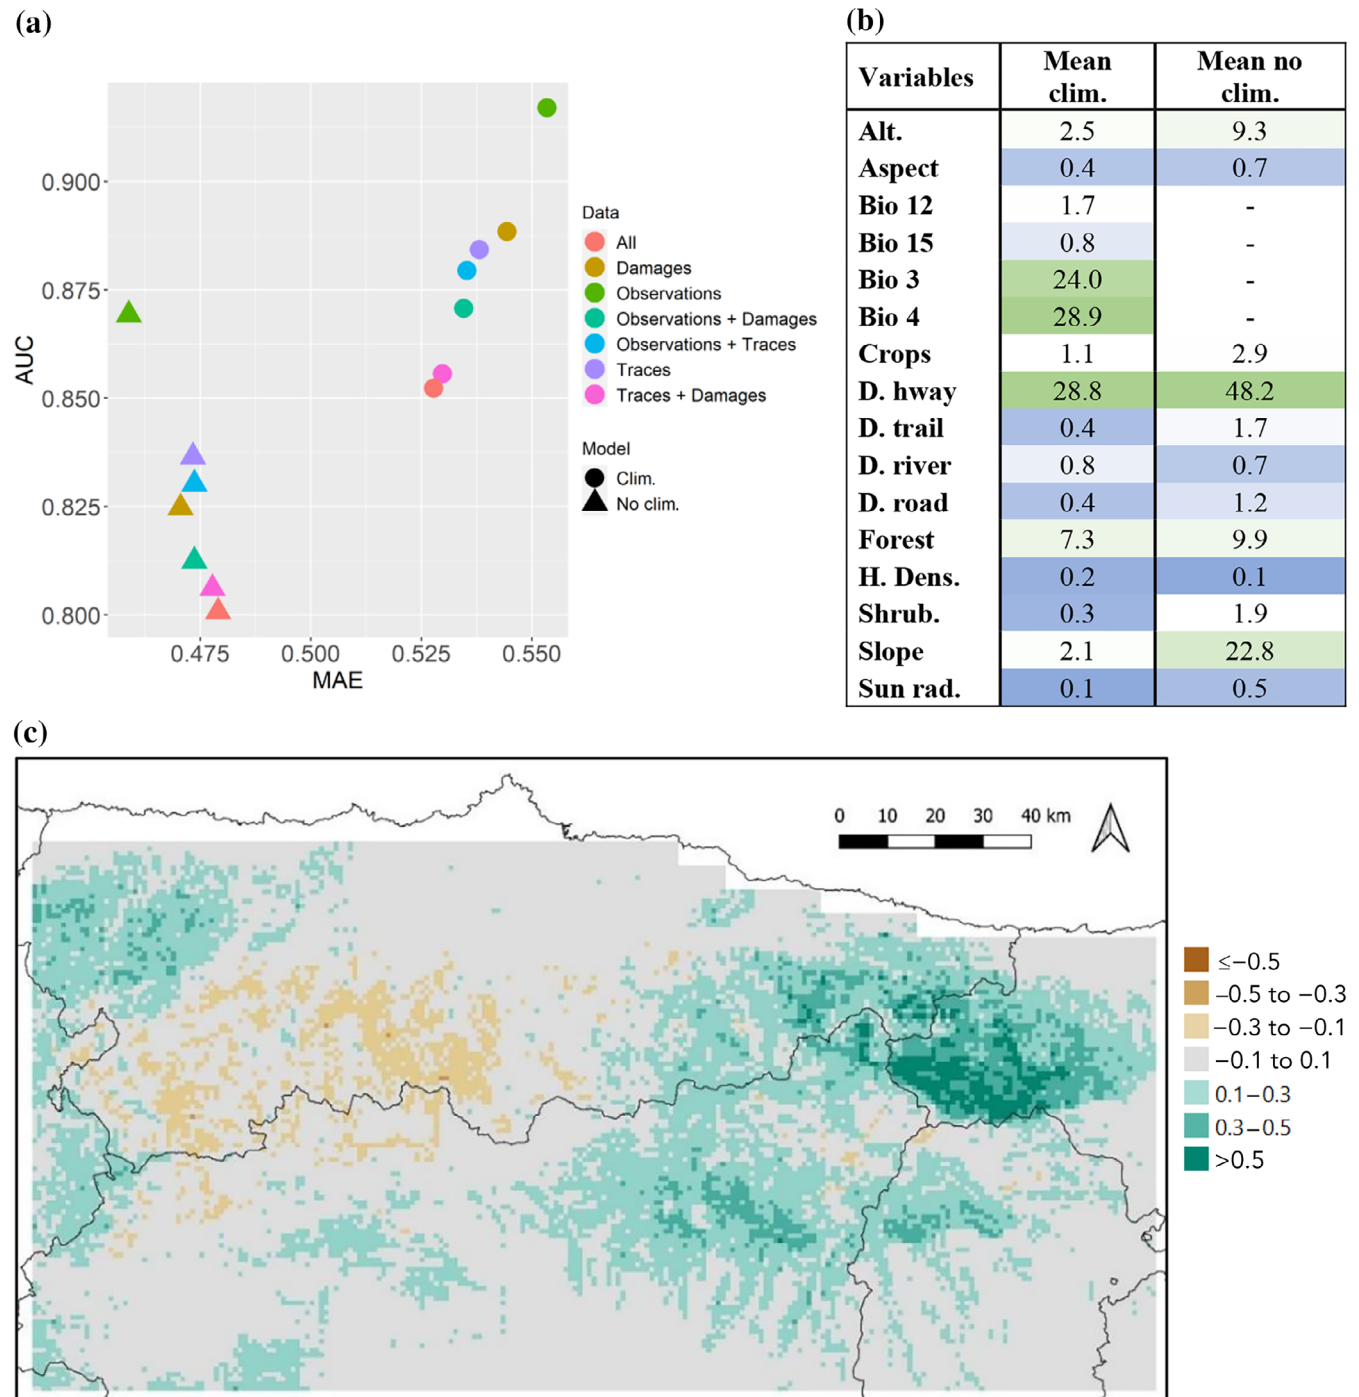 (a)
0.900
0.875
0.850
0.825
0.800
AUC
0.475 0.500 0.525 0.550
MAE
Data
All
Damages
Observations
Observations + Damages
Observations + Traces
Traces
Traces + Damages
Model
Clim.
No clim.
(b)
Variables Mean clim. Mean no clim.
Alt. 2.5 9.3
Aspect 0.4 0.7
Bio 12 1.7 -
Bio 15 0.8 -
Bio 3 24.0 -
Bio 4 28.9 -
Crops 1.1 2.9
D. hway 28.8 48.2
D. trail 0.4 1.7
D. river 0.8 0.7
D. road 0.4 1.2
Forest 7.3 9.9
H. Dens. 0.2 0.1
Shrub. 0.3 1.9
Slope 2.1 22.8
Sun rad. 0.1 0.5
(c)
0 10 20 30 40 km
≤−0.5
−0.5 to −0.3
−0.3 to −0.1
−0.1 to 0.1
0.1−0.3
0.3−0.5
>0.5